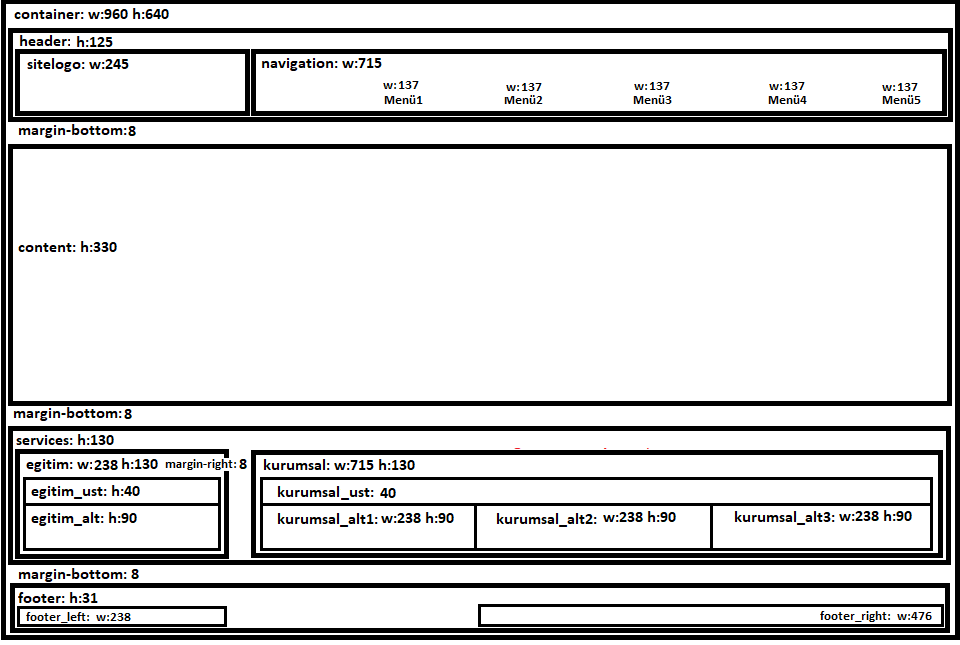 container: w:960 h:640
header: h:125
sitelogo: w:245
navigation: w:715
w:137 w:137 w:137 w:137 w:137
Menü1 Menü2 Menü3 Menü4 Menü5
margin-bottom:8
content: h:330
margin-bottom:8
services: h:130
egitim: w:238 h:130 margin-right:8
kurumsal: w:715 h:130
egitim_ust: h:40
kurumsal_ust: 40
egitim_alt: h:90
kurumsal_alt1: w:238 h:90
kurumsal_alt2: w:238 h:90
kurumsal_alt3: w:238 h:90
margin-bottom: 8
footer: h:31
footer_left: w:238
footer_right: w:476